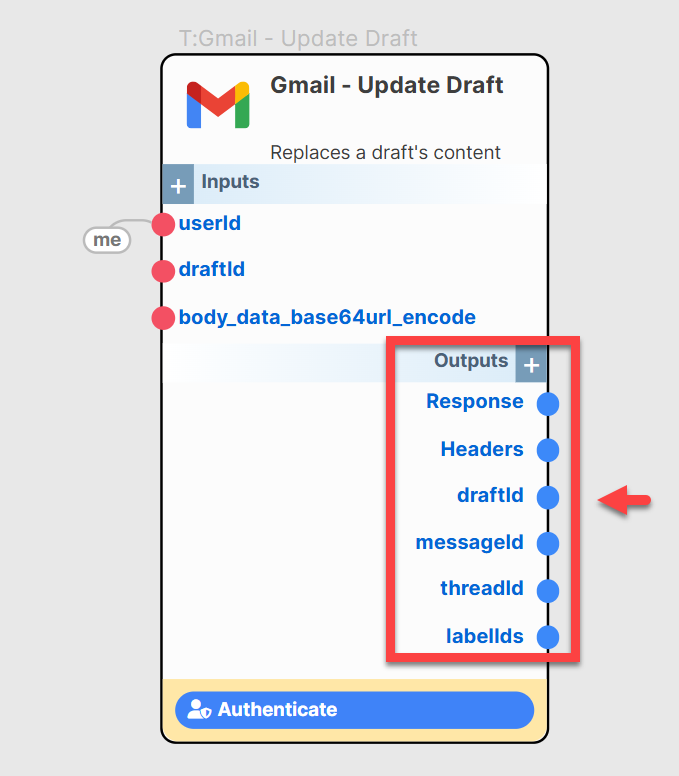 T:Gmail - Update Draft
Gmail - Update Draft
Replaces a draft's content
+ Inputs
me
userId
draftId
body_data_base64url_encode
Outputs +
Response
Headers
draftId
messageId
threadId
labelIds
Authenticate